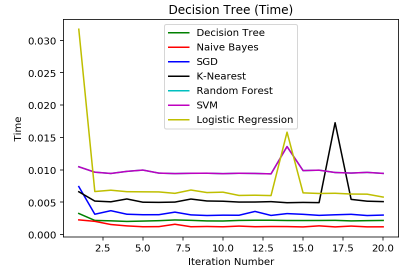 Decision Tree (Time)
Decision Tree
Naive Bayes
SGD
K-Nearest
Random Forest
SVM
Logistic Regression
Time
0.030
0.025
0.020
0.015
0.010
0.005
0.000
2.5 5.0 7.5 10.0 12.5 15.0 17.5 20.0
Iteration Number